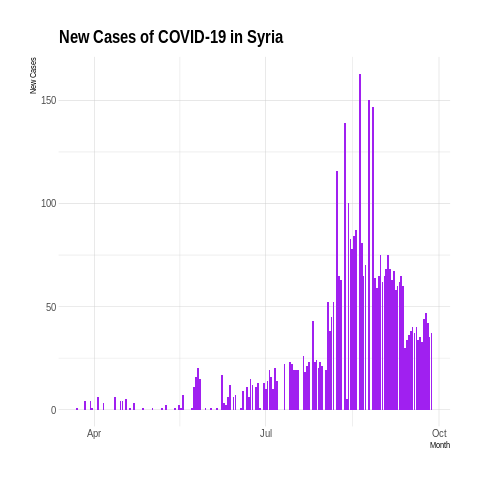 New Cases of COVID-19 in Syria
New Cases
150
100
50
0
Apr
Jul
Oct
Month